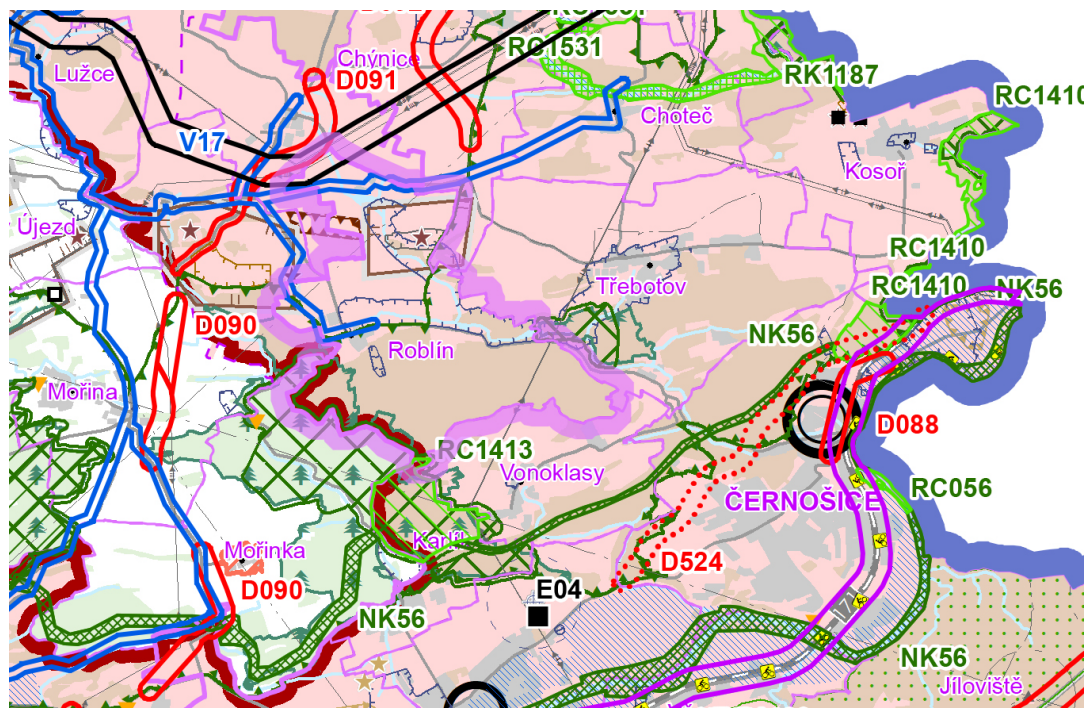 RC1531
Chýnice
D091
Lužce
RK1187
RC1410
Choteč
V17
Kosoř
Újezd
RC1410
Třebotov
RC1410
NK56
D090
NK56
Roblín
Mořina
D088
RC1413
Vonoklasy
RC056
ČERNOŠICE
Karlík
Mořinka
D524
D090
E04
171
NK56
NK56
Jíloviště